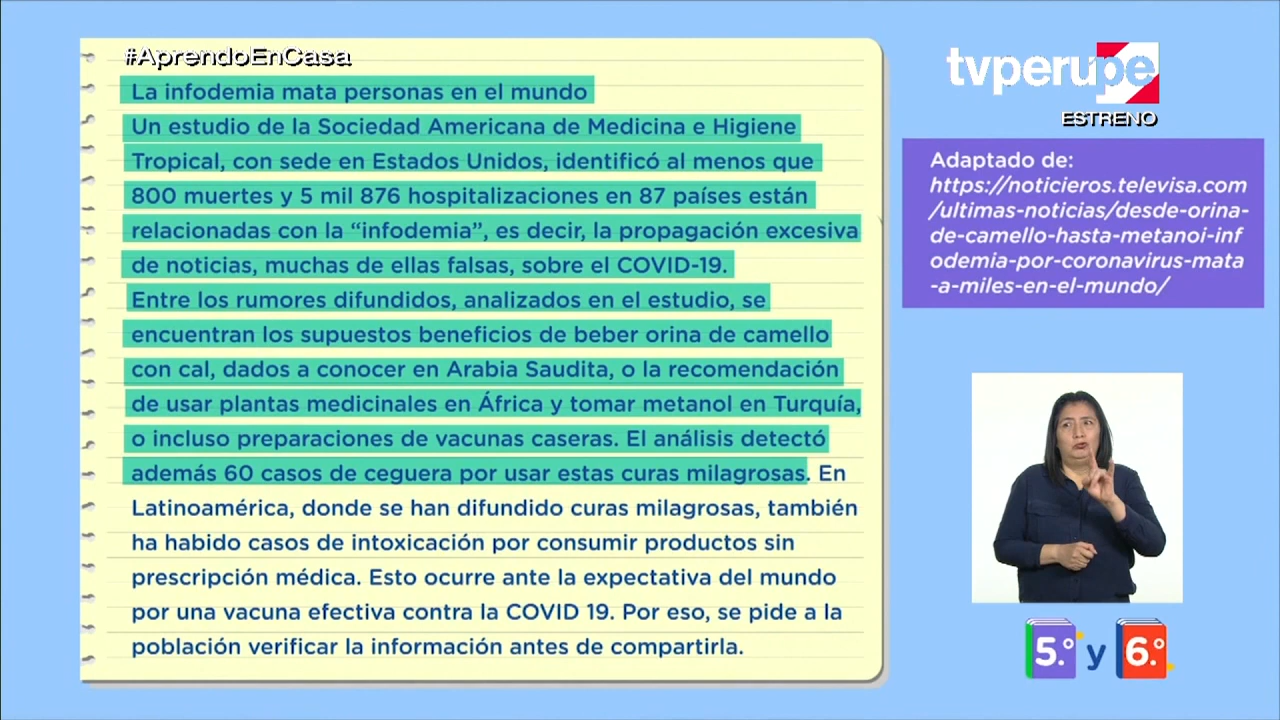 #AprendoEnCasa
La infodemia mata personas en el mundo
Un estudio de la Sociedad Americana de Medicina e Higiene
Tropical, con sede en Estados Unidos, identificó al menos que
800 muertes y 5 mil 876 hospitalizaciones en 87 países están
relacionadas con la “infodemia”, es decir, la propagación excesiva
de noticias, muchas de ellas falsas, sobre el COVID-19.
Entre los rumores difundidos, analizados en el estudio, se
encuentran los supuestos beneficios de beber orina de camello
con cal, dados a conocer en Arabia Saudita, o la recomendación
de usar plantas medicinales en África y tomar metanol en Turquía,
o incluso preparaciones de vacunas caseras. El análisis detectó
además 60 casos de ceguera por usar estas curas milagrosas. En
Latinoamérica, donde se han difundido curas milagrosas, también
ha habido casos de intoxicación por consumir productos sin
prescripción médica. Esto ocurre ante la expectativa del mundo
por una vacuna efectiva contra la COVID 19. Por eso, se pide a la
población verificar la información antes de compartirla.
tvperupe
ESTRENO
Adaptado de:
https://noticieros.televisa.com
/ultimas-noticias/desde-orina-
de-camello-hasta-metanoi-inf
odemia-por-coronavirus-mata
-a-miles-en-el-mundo/
5.º y 6.º